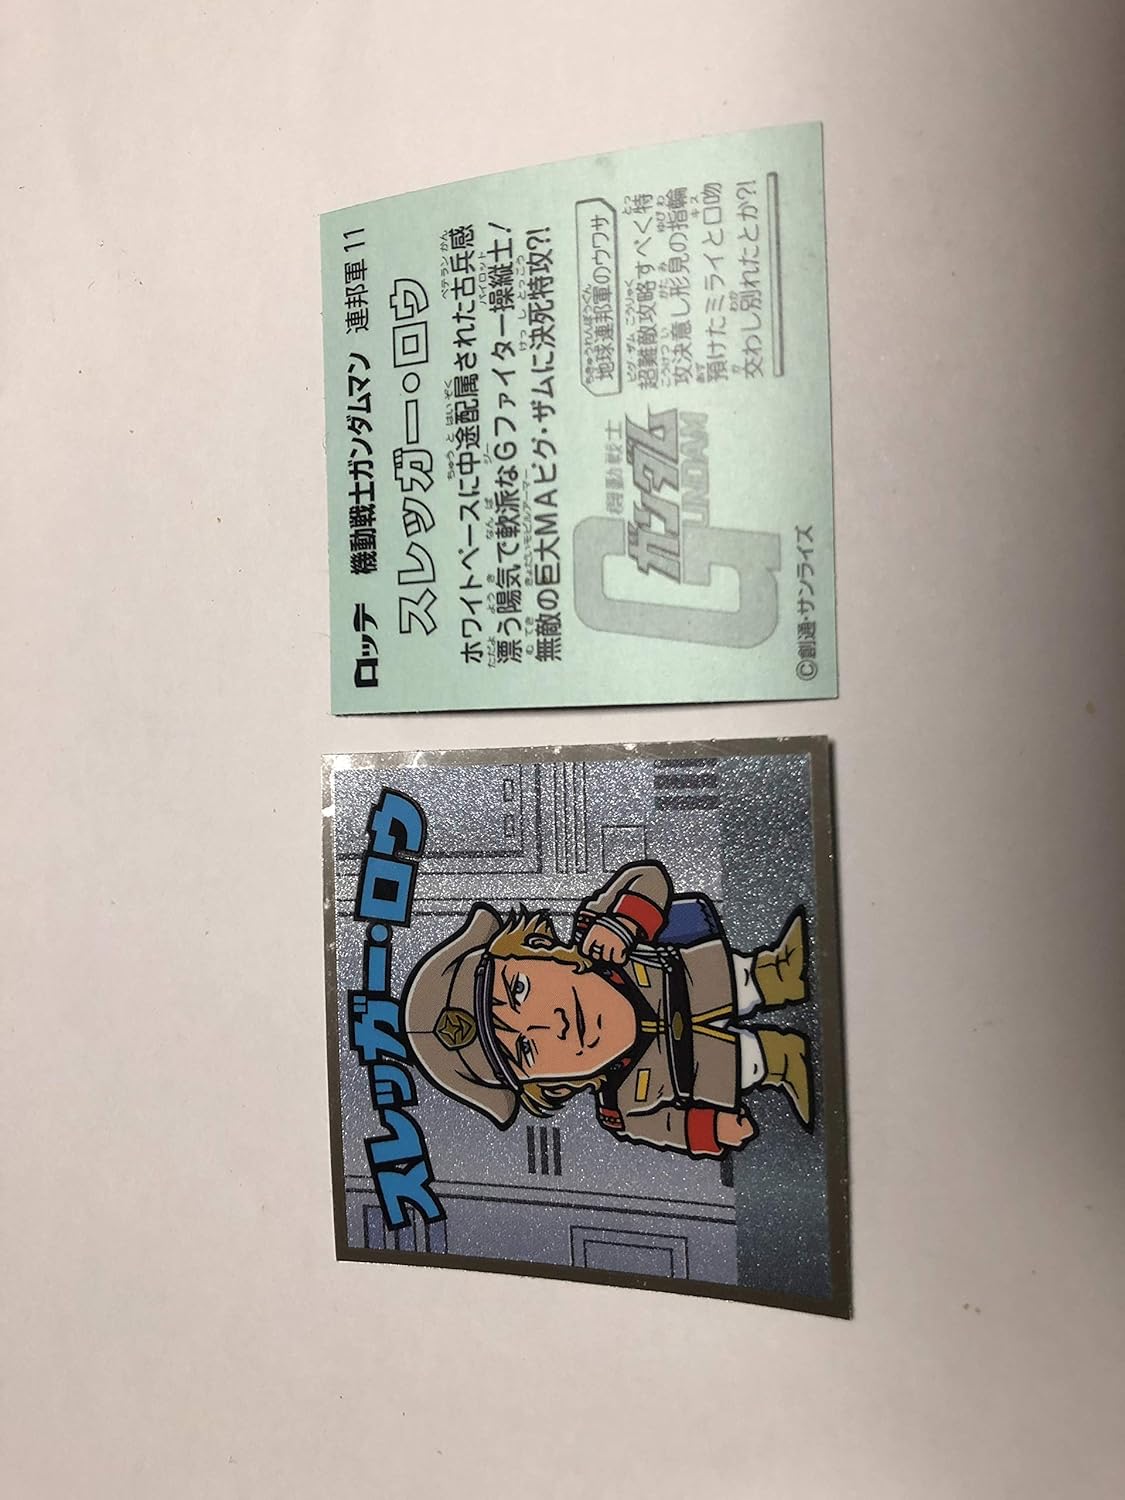 ロッテ 機動戦士ガンダムマン 連邦軍 11
スレッガー・ロウ
ホワイトベースに中途配属された古兵感
漂う陽気で軟派なGファイター操縦士!
無敵の巨大MAビグ・ザムに決死特攻?!
地球連邦軍のウワサ
超難敵攻略すべく特
攻決意し形見の指輪
預けたミライと口吻
交わし別れたとか?!
機動戦士
ガンダム
GUNDAM
©創通・サンライズ
スレッガー・ロウ